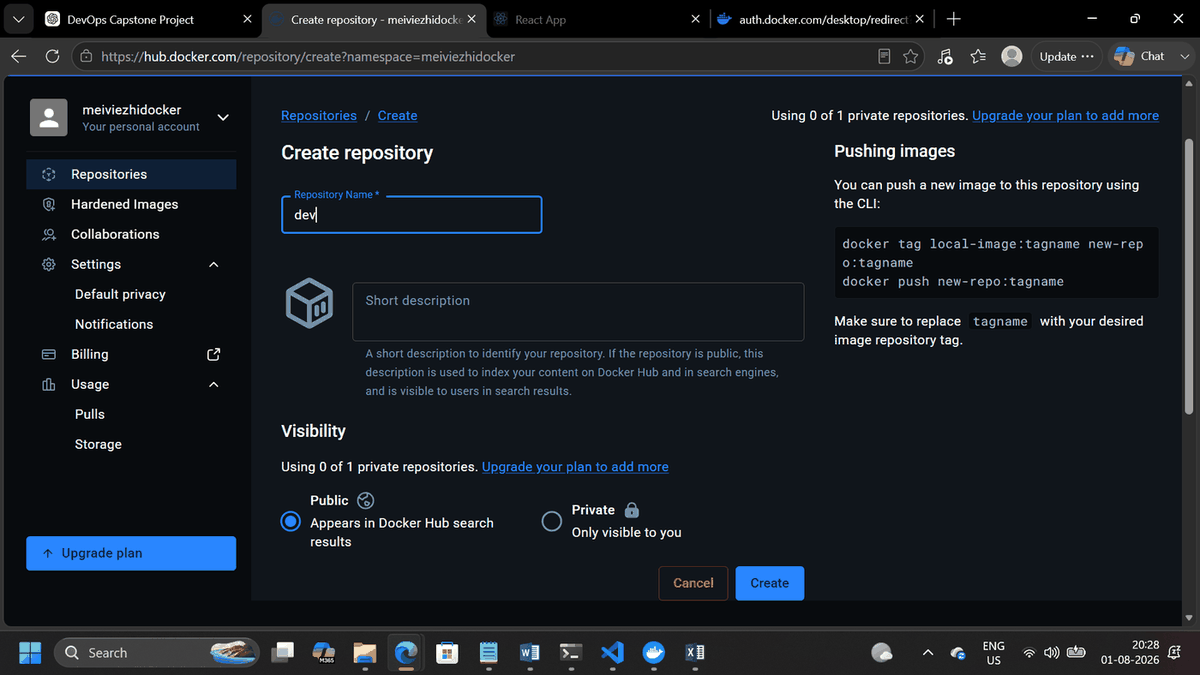 DevOps Capstone Project
Create repository - meiviezhidocke
React App
auth.docker.com/desktop/redirect
https://hub.docker.com/repository/create?namespace=meiviezhidocker
Update
Chat
meiviezhidocker
Your personal account
Repositories
Hardened Images
Collaborations
Settings
Default privacy
Notifications
Billing
Usage
Pulls
Storage
Upgrade plan
Repositories / Create
Using 0 of 1 private repositories. Upgrade your plan to add more
Create repository
Repository Name *
dev
Short description
A short description to identify your repository. If the repository is public, this
description is used to index your content on Docker Hub and in search engines,
and is visible to users in search results.
Visibility
Using 0 of 1 private repositories. Upgrade your plan to add more
Public
Appears in Docker Hub search
results
Private
Only visible to you
Cancel
Create
Pushing images
You can push a new image to this repository using
the CLI:
docker tag local-image:tagname new-rep
o:tagname
docker push new-repo:tagname
Make sure to replace tagname with your desired
image repository tag.
Search
M365
ENG
US
20:28
01-08-2026